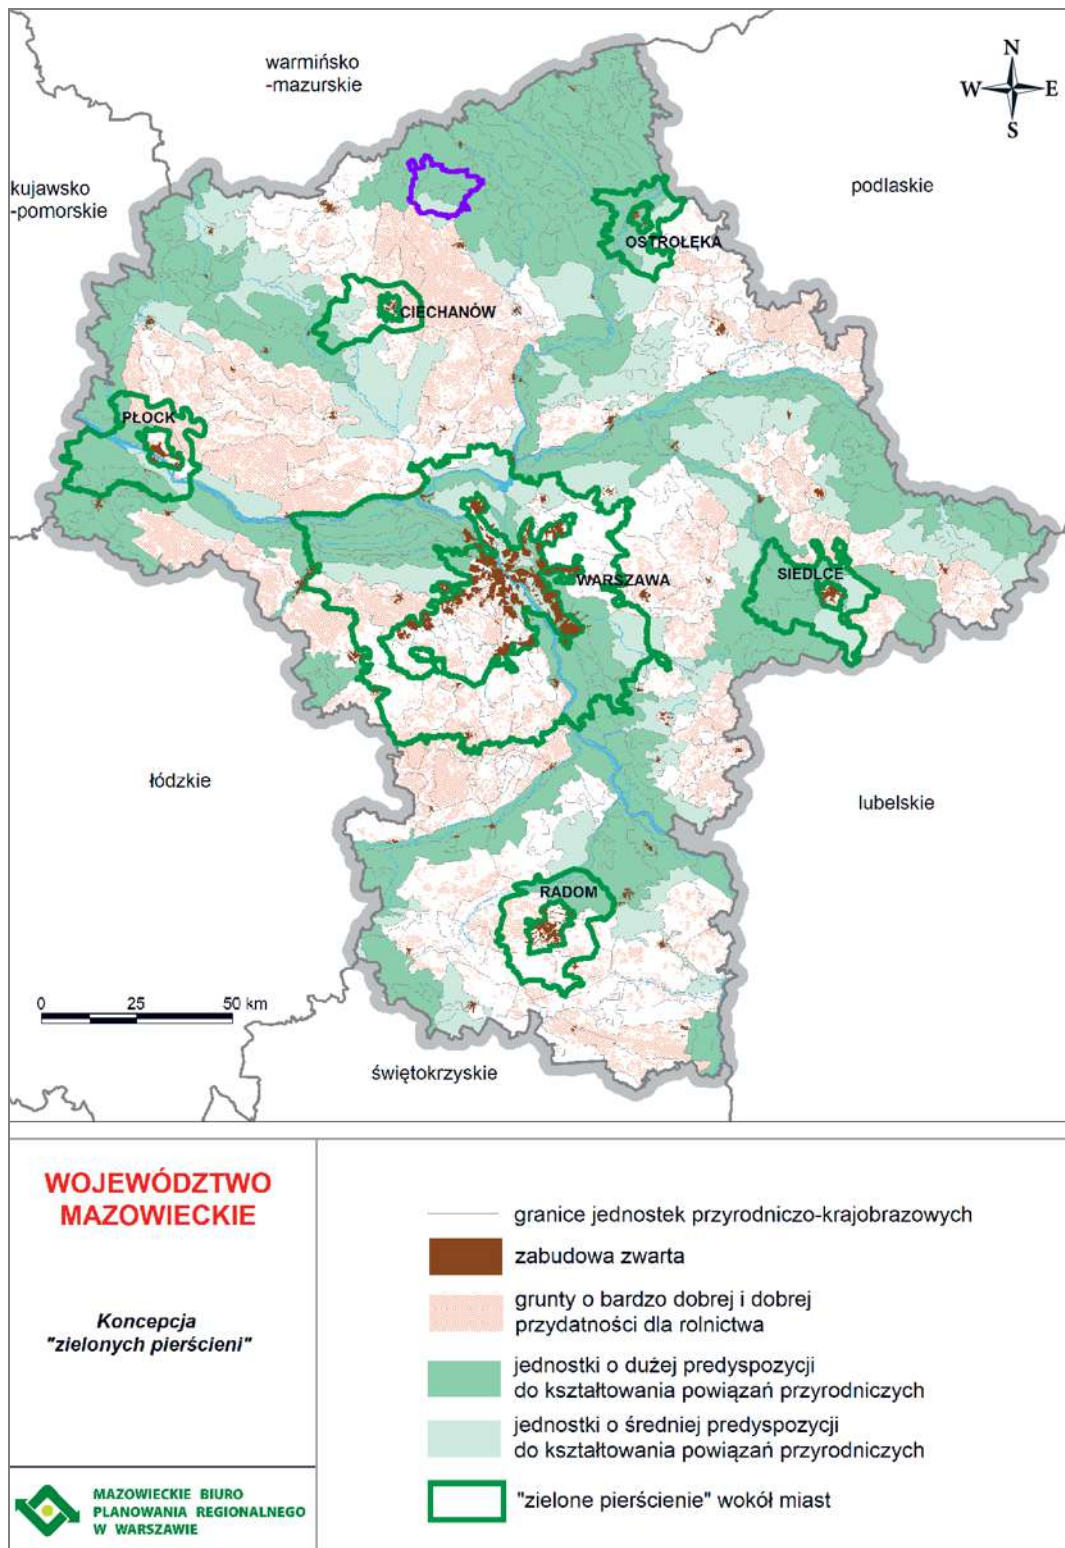 warmińsko
-mazurskie
N
W
E
S
kujawsko
-pomorskie
podlaskie
OSTROŁĘKA
CIECHANÓW
PŁOCK
WARSZAWA
SIEDLCE
łódzkie
lubelskie
RADOM
0 25 50 km
świętokrzyskie
WOJEWÓDZTWO
MAZOWIECKIE
Koncepcja
"zielonych pierścieni"
MAZOWIECKIE BIURO
PLANOWANIA REGIONALNEGO
W WARSZAWIE
granice jednostek przyrodniczo-krajobrazowych
zabudowa zwarta
grunty o bardzo dobrej i dobrej
przydatności dla rolnictwa
jednostki o dużej predyspozycji
do kształtowania powiązań przyrodniczych
jednostki o średniej predyspozycji
do kształtowania powiązań przyrodniczych
"zielone pierścienie" wokół miast